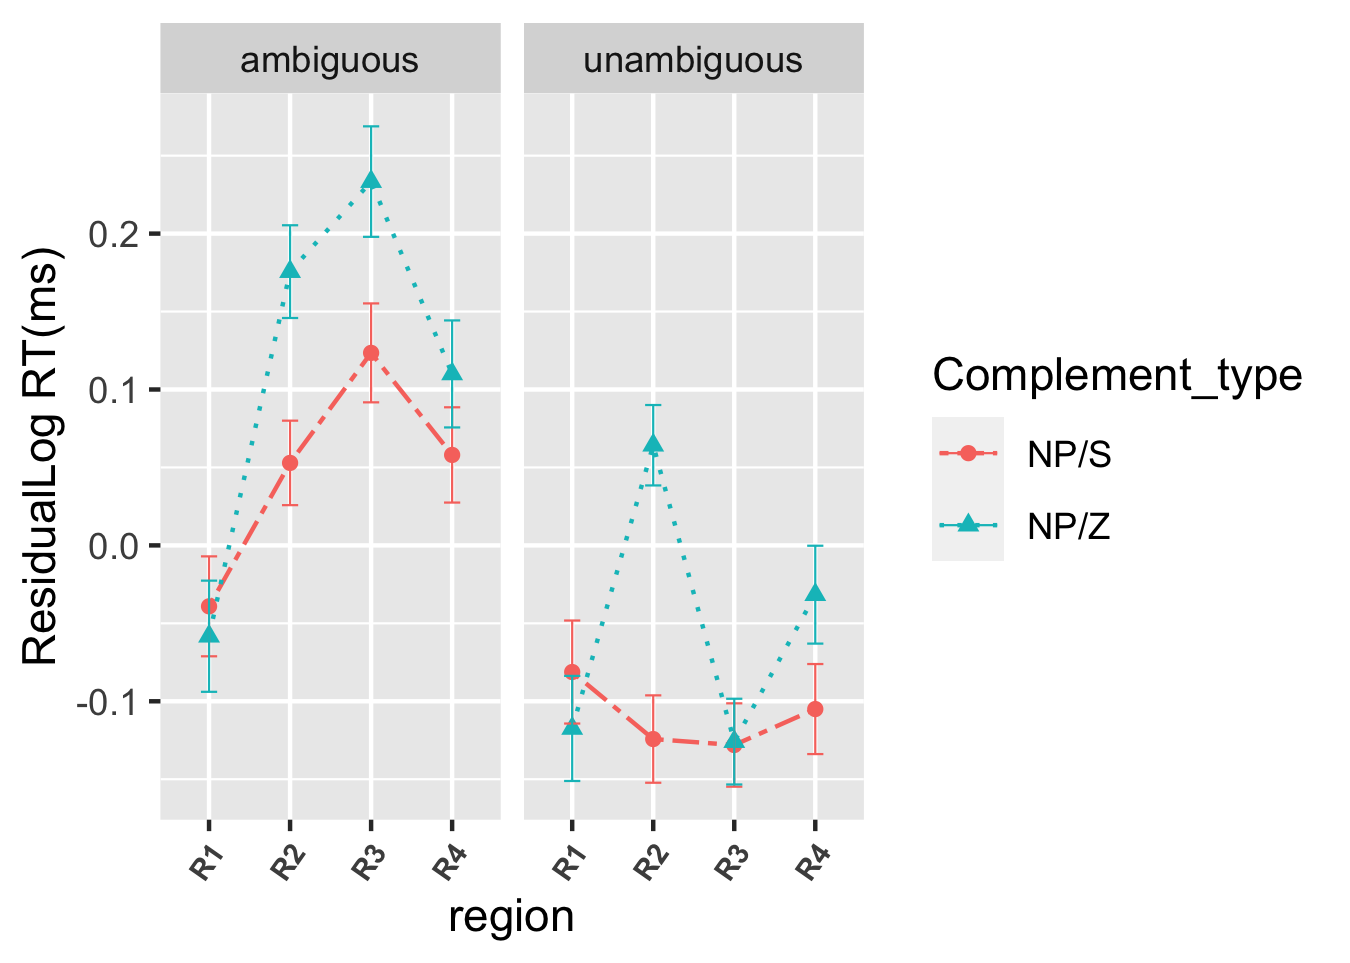 ambiguous
unambiguous
ResidualLog RT(ms)
0.2
0.1
0.0
-0.1
R1 R2 R3 R4
R1 R2 R3 R4
region
Complement_type
NP/S
NP/Z